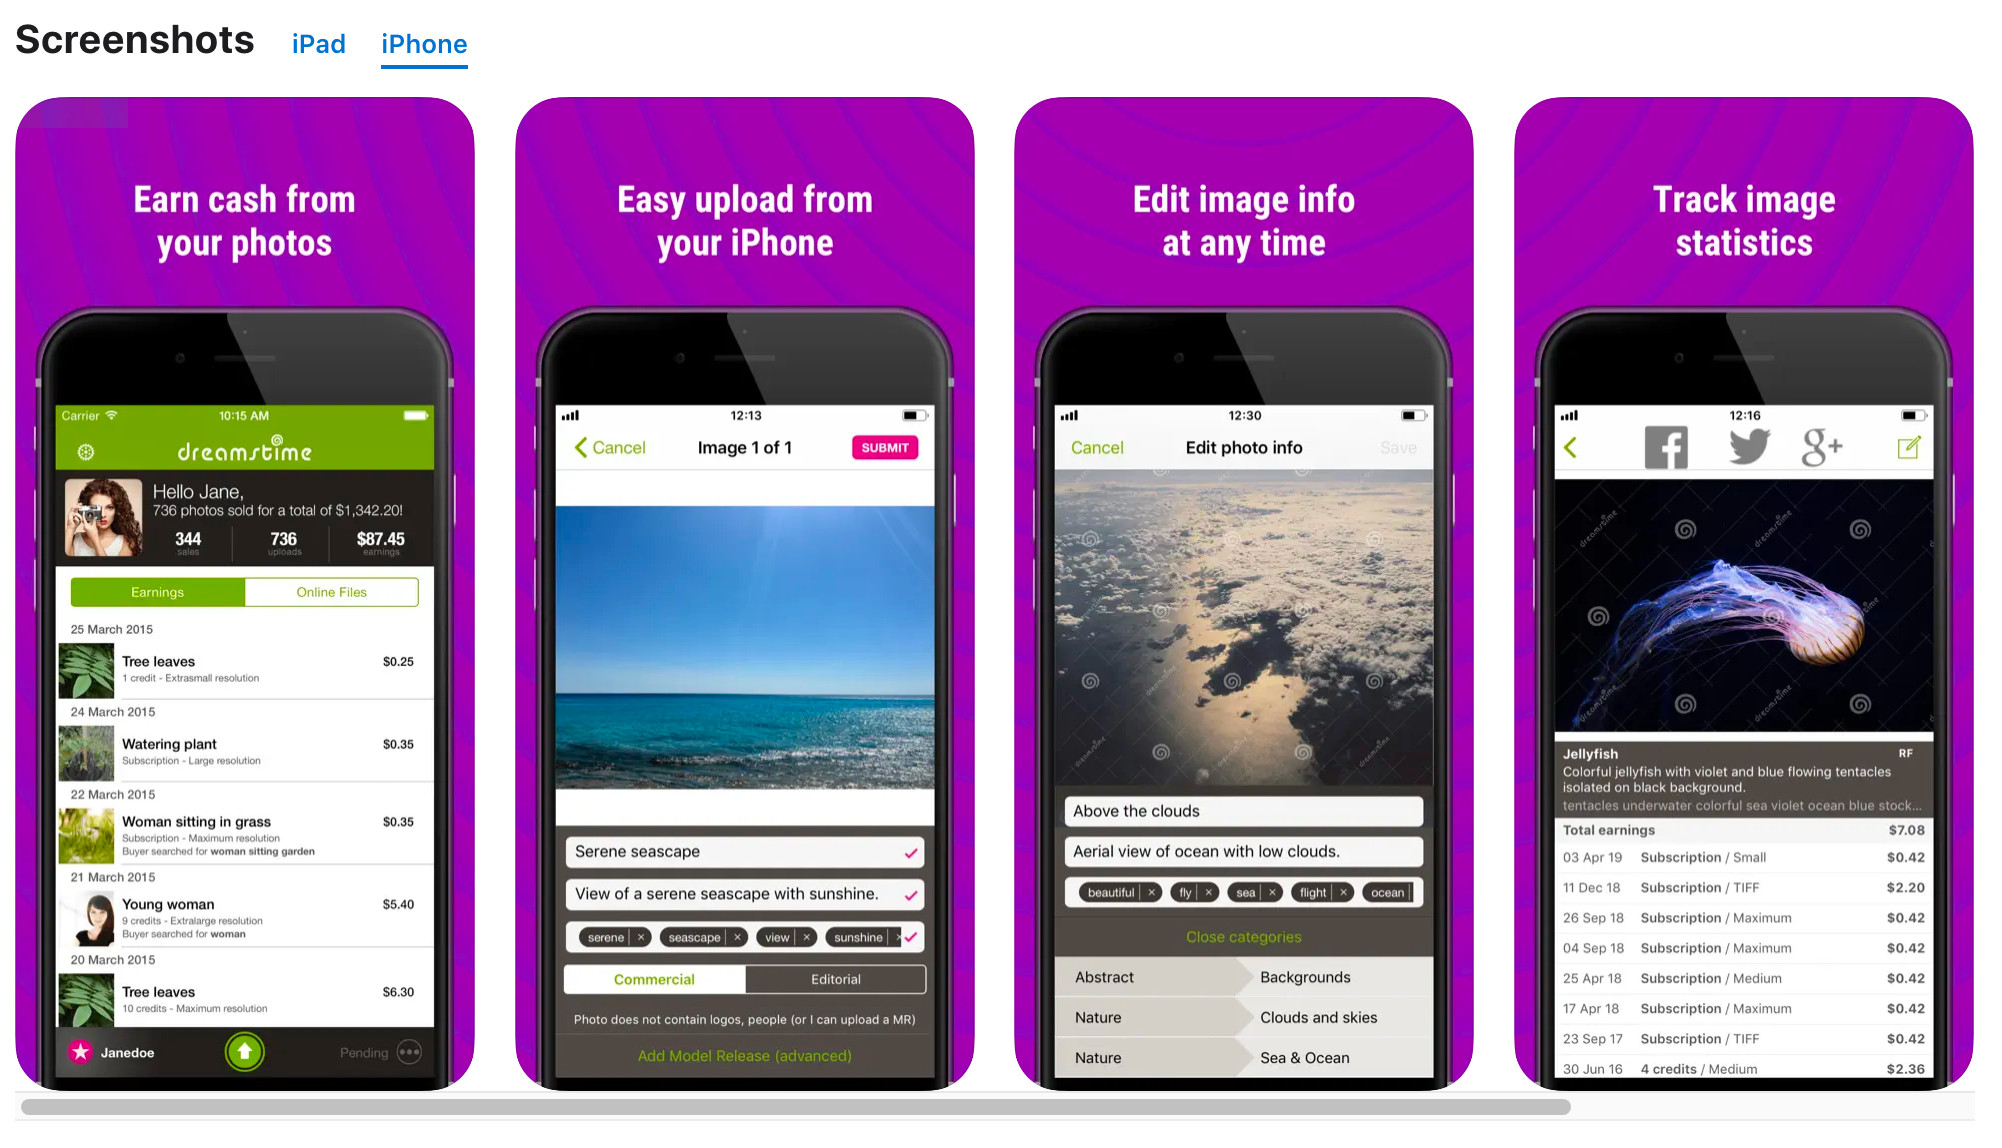 Screenshots iPad iPhone
Earn cash from
your photos
Carrier 10:15 AM
dreamstime
Hello Jane,
736 photos sold for a total of $1,342.20!
344 736 $87.45
sales uploads earnings
Earnings Online Files
25 March 2015
Tree leaves $0.25
1 credit - Extrasmall resolution
24 March 2015
Watering plant $0.35
Subscription - Large resolution
22 March 2015
Woman sitting in grass $0.35
Subscription - Maximum resolution
Buyer searched for woman sitting garden
21 March 2015
Young woman $5.40
9 credits - Extralarge resolution
Buyer searched for woman
20 March 2015
Tree leaves $6.30
10 credits - Maximum resolution
Janedoe Pending
Easy upload from
your iPhone
12:13
Cancel Image 1 of 1 SUBMIT
Serene seascape
View of a serene seascape with sunshine.
serene × seascape × view × sunshine ×
Commercial Editorial
Photo does not contain logos, people (or I can upload a MR)
Add Model Release (advanced)
Edit image info
at any time
12:30
Cancel Edit photo info Save
dreamstime
dreamstime
dreamstime
Above the clouds
Aerial view of ocean with low clouds.
beautiful × fly × sea × flight × ocean
Close categories
Abstract Backgrounds
Nature Clouds and skies
Nature Sea & Ocean
Track image
statistics
12:16
g+
dreamstime dreamstime
dreamstime
dreamstime dreamstime
Jellyfish RF
Colorful jellyfish with violet and blue flowing tentacles
isolated on black background.
tentacles underwater colorful sea violet ocean blue stock...
Total earnings $7.08
03 Apr 19 Subscription / Small $0.42
11 Dec 18 Subscription / TIFF $2.20
26 Sep 18 Subscription / Maximum $0.42
04 Sep 18 Subscription / Maximum $0.42
25 Apr 18 Subscription / Medium $0.42
17 Apr 18 Subscription / Maximum $0.42
23 Sep 17 Subscription / TIFF $0.42
30 Jun 16 4 credits / Medium $2.36